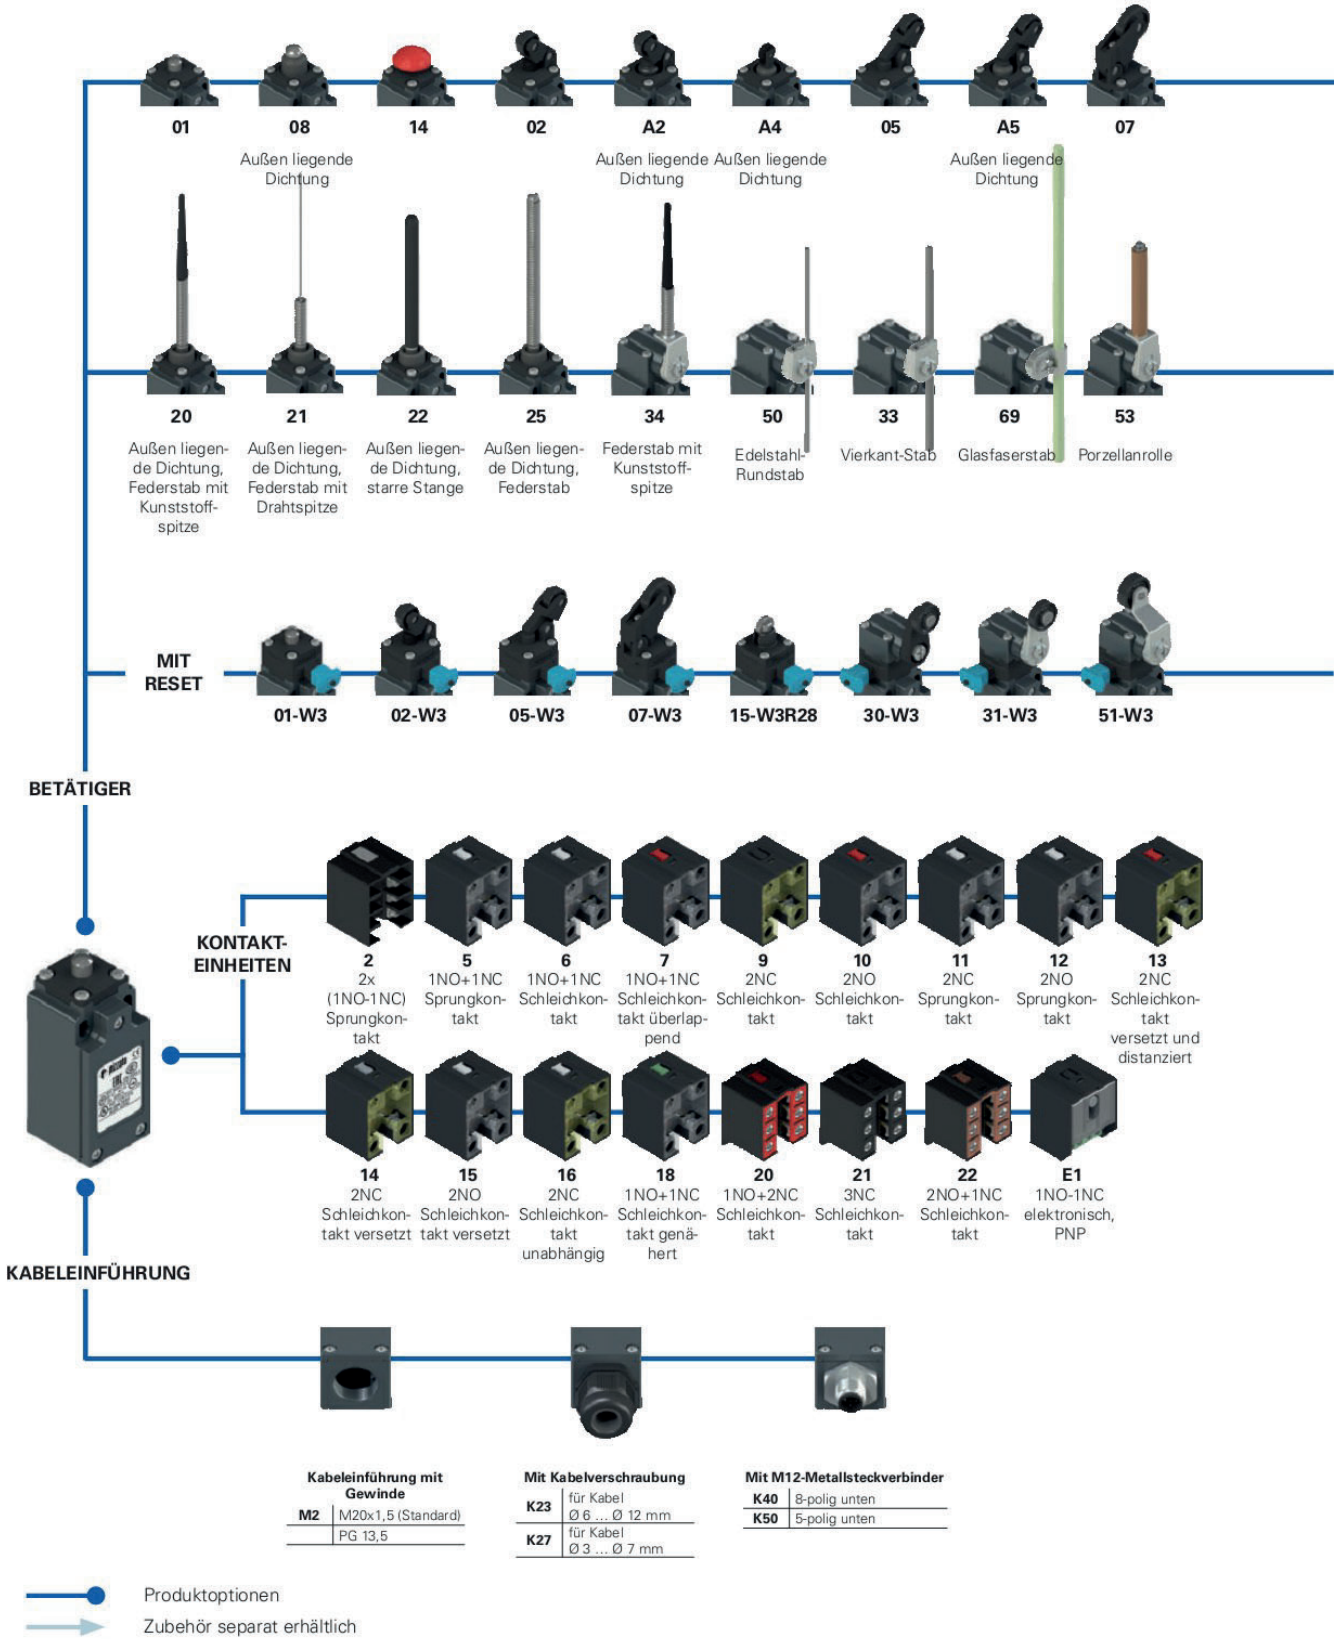 01
08
14
02
A2
A4
05
A5
07
Außen liegende
Dichtung
Außen liegende
Dichtung
Außen liegende
Dichtung
Außen liegende
Dichtung
20
21
22
25
34
50
33
69
53
Außen liegen-
de Dichtung,
Federstab mit
Kunststoff-
spitze
Außen liegen-
de Dichtung,
Federstab mit
Drahtspitze
Außen liegen-
de Dichtung,
starre Stange
Außen liegen-
de Dichtung,
Federstab
Federstab mit
Kunststoff-
spitze
Edelstahl-
Rundstab
Vierkant-Stab
Glasfaserstab
Porzellanrolle
MIT
RESET
01-W3
02-W3
05-W3
07-W3
15-W3R28
30-W3
31-W3
51-W3
BETÄTIGER
KONTAKT-
EINHEITEN
2
2x
(1NO-1NC)
Sprungkon-
takt
5
1NO+1NC
Sprungkon-
takt
6
1NO+1NC
Schleichkon-
takt
7
1NO+1NC
Schleichkon-
takt überlap-
pend
9
2NC
Schleichkon-
takt
10
2NO
Schleichkon-
takt
11
2NC
Sprungkon-
takt
12
2NO
Sprungkon-
takt
13
2NC
Schleichkon-
takt
versetzt und
distanziert
14
2NC
Schleichkon-
takt versetzt
15
2NO
Schleichkon-
takt versetzt
16
2NC
Schleichkon-
takt
unabhängig
18
1NO+1NC
Schleichkon-
takt genä-
hert
20
1NO+2NC
Schleichkon-
takt
21
3NC
Schleichkon-
takt
22
2NO+1NC
Schleichkon-
takt
E1
1NO-1NC
elektronisch,
PNP
KABELEINFÜHRUNG
Kabeleinführung mit
Gewinde
M2 M20x1,5 (Standard)
PG 13,5
Mit Kabelverschraubung
K23 für Kabel
Ø 6 ... Ø 12 mm
K27 für Kabel
Ø 3 ... Ø 7 mm
Mit M12-Metallsteckverbinder
K40 8-polig unten
K50 5-polig unten
Produktoptionen
Zubehör separat erhältlich